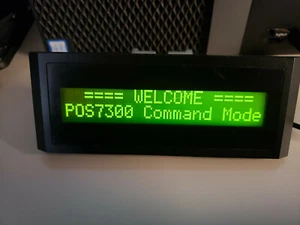 ==== WELCOME ====
POS7300 Command Mode